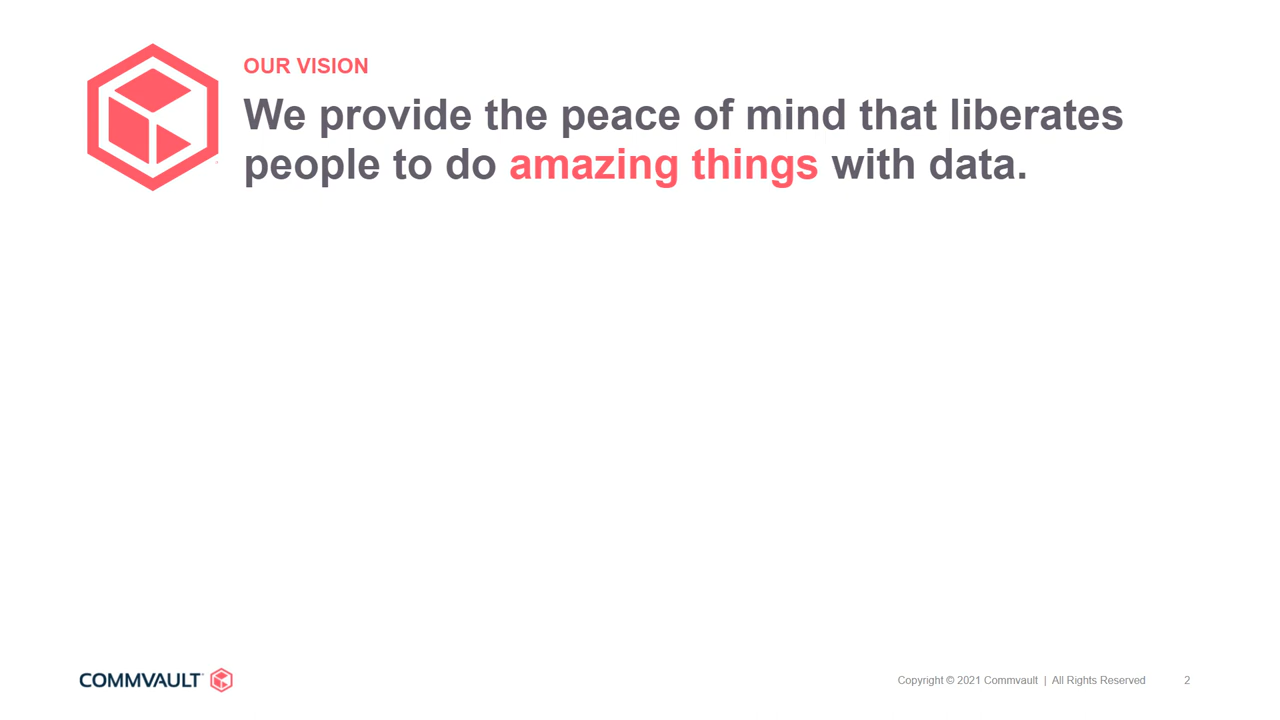 OUR VISION
We provide the peace of mind that liberates
people to do amazing things with data.
COMMVAULT
Copyright © 2021 Commvault | All Rights Reserved 2